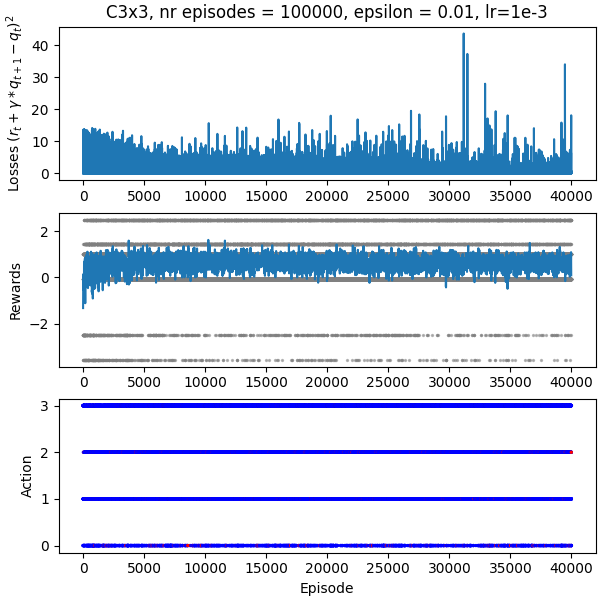 C3x3, nr episodes = 100000, epsilon = 0.01, lr=1e-3
Losses $(r_t + \gamma * q_{t+1} - q_t)^2$
40
30
20
10
0
0 5000 10000 15000 20000 25000 30000 35000 40000
Rewards
2
0
−2
0 5000 10000 15000 20000 25000 30000 35000 40000
Action
3
2
1
0
0 5000 10000 15000 20000 25000 30000 35000 40000
Episode